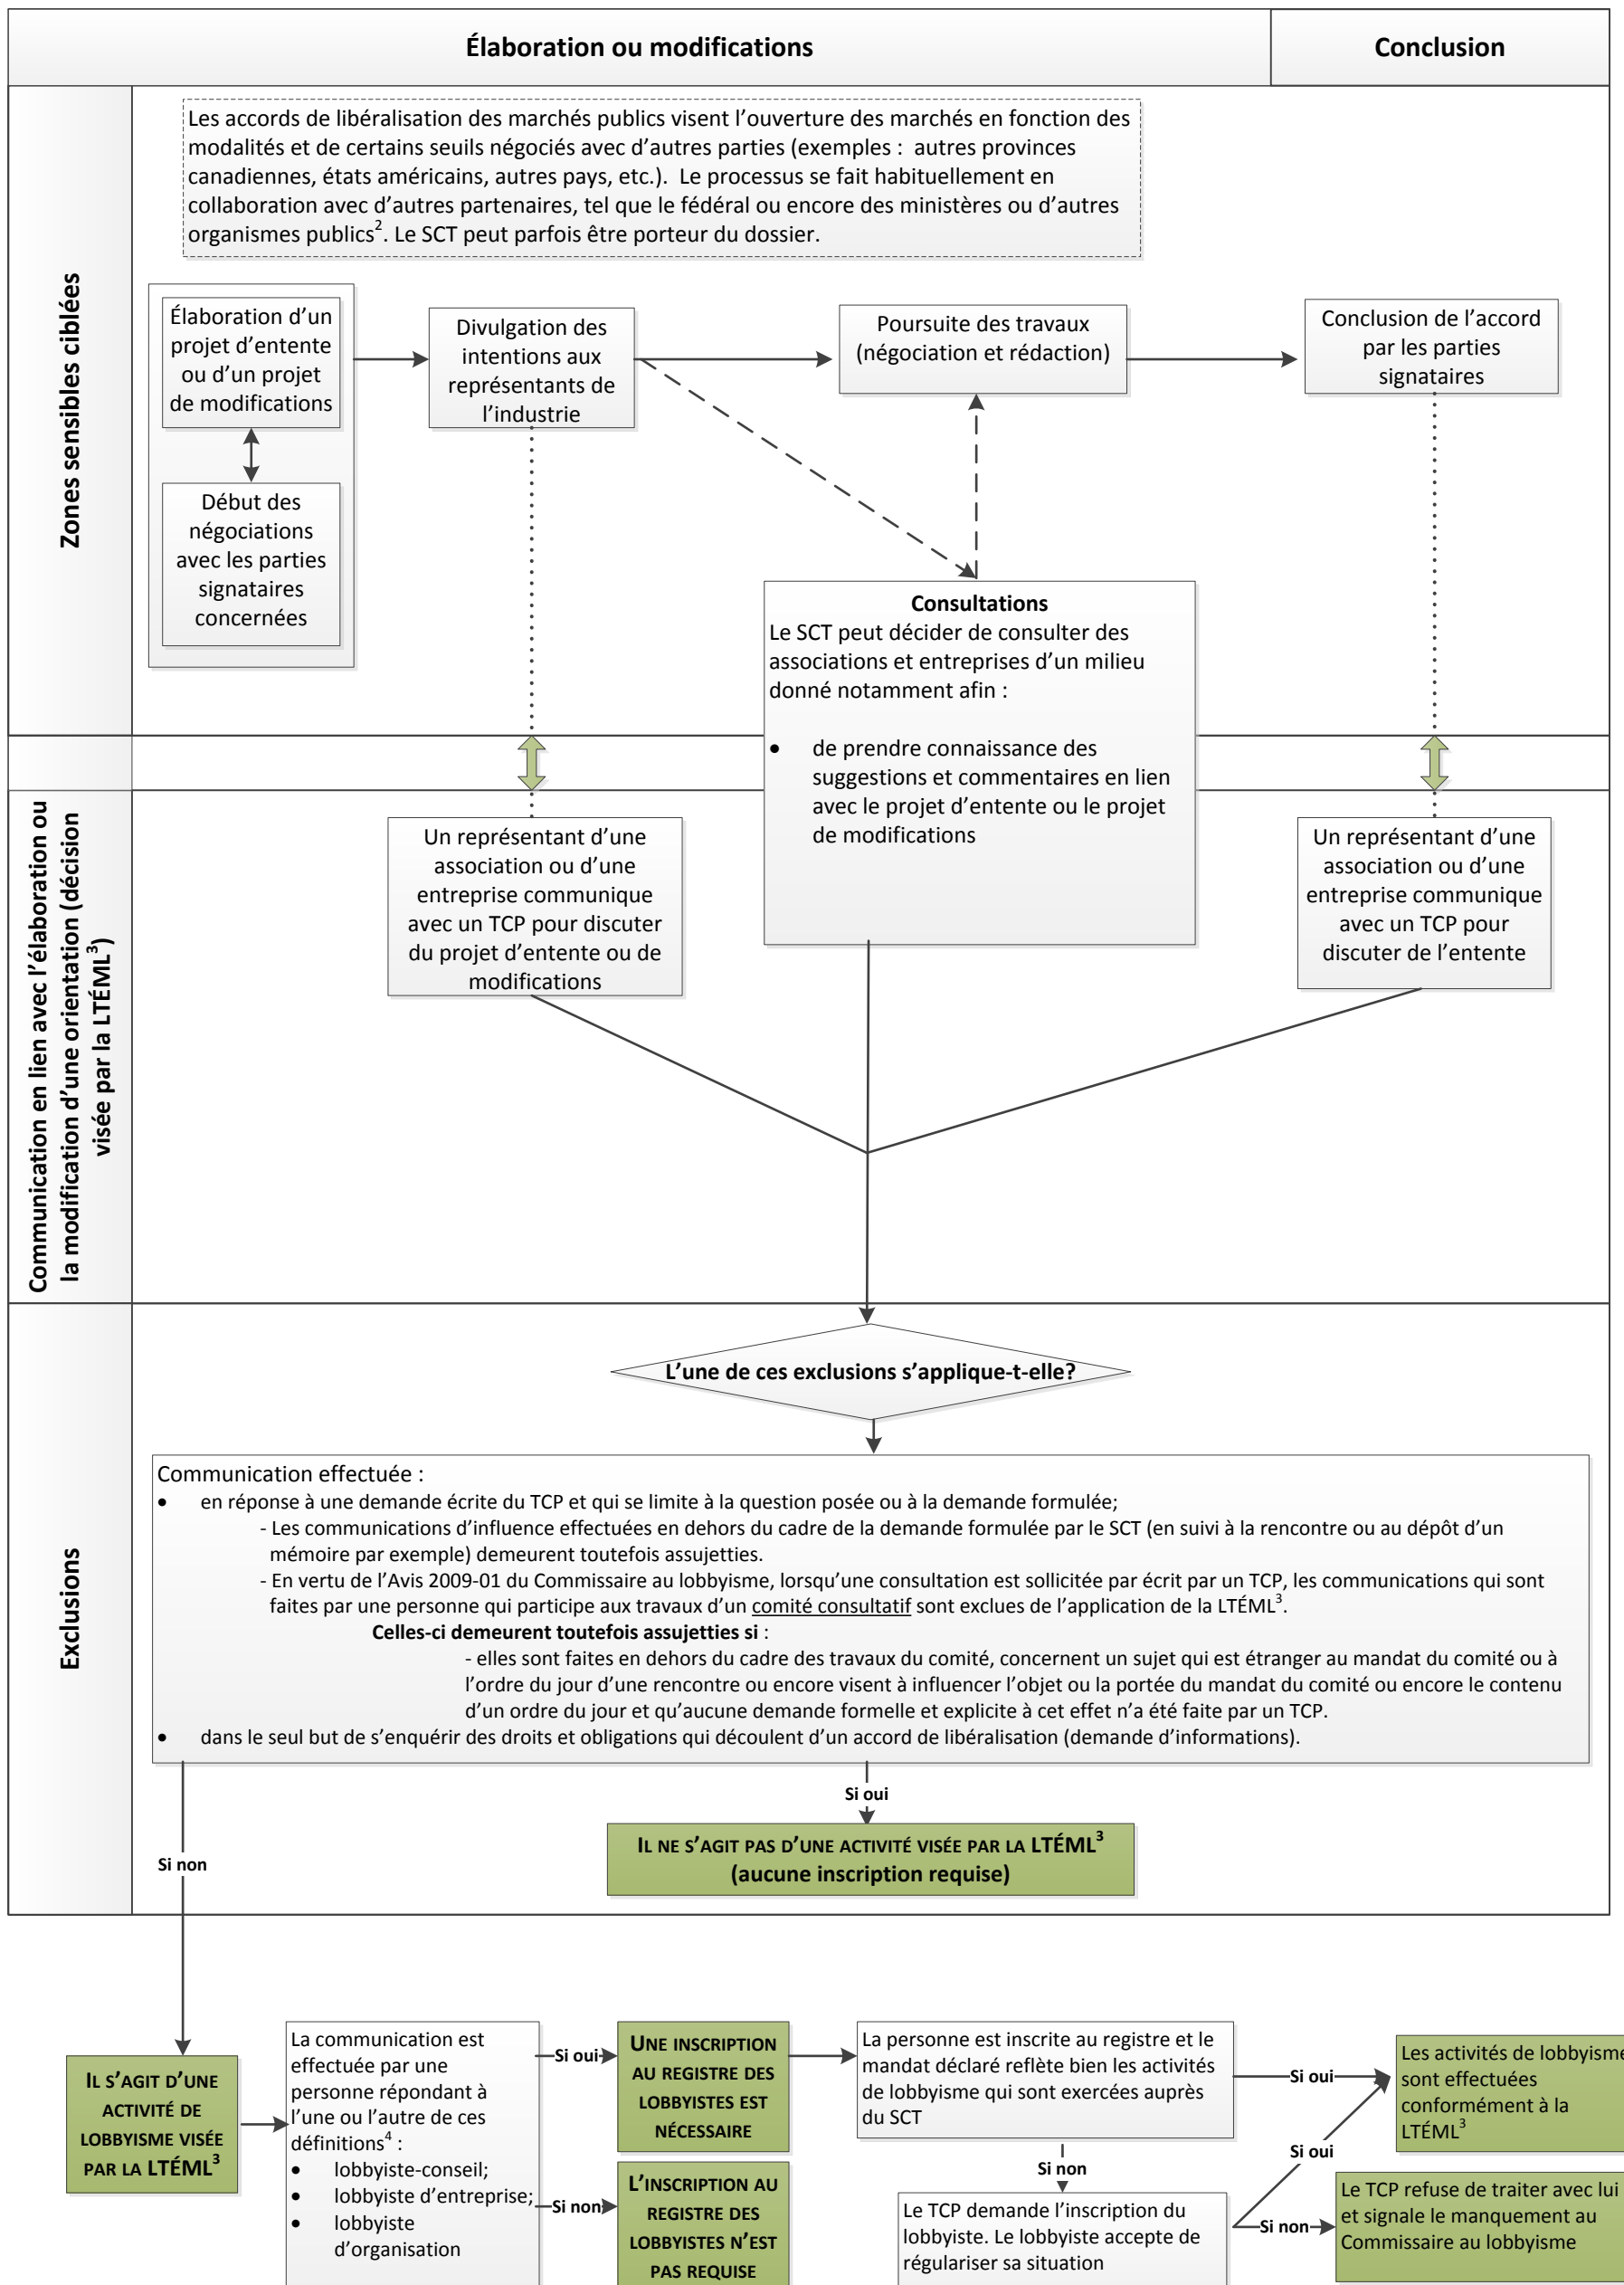 Élaboration ou modifications
Conclusion
Zones sensibles ciblées
Les accords de libéralisation des marchés publics visent l'ouverture des marchés en fonction des
modalités et de certains seuils négociés avec d'autres parties (exemples : autres provinces
canadiennes, états américains, autres pays, etc.). Le processus se fait habituellement en
collaboration avec d'autres partenaires, tel que le fédéral ou encore des ministères ou d'autres
organismes publics². Le SCT peut parfois être porteur du dossier.
Élaboration d'un
projet d'entente
ou d'un projet
de modifications
Début des
négociations
avec les parties
signataires
concernées
Divulgation des
intentions aux
représentants de
l'industrie
Poursuite des travaux
(négociation et rédaction)
Conclusion de l'accord
par les parties
signataires
Consultations
Le SCT peut décider de consulter des
associations et entreprises d'un milieu
donné notamment afin :
• de prendre connaissance des
suggestions et commentaires en lien
avec le projet d'entente ou le projet
de modifications
Communication en lien avec l'élaboration ou
la modification d'une orientation (décision
visée par la LTÉML³)
Un représentant d'une
association ou d'une
entreprise communique
avec un TCP pour discuter
du projet d'entente ou de
modifications
Un représentant d'une
association ou d'une
entreprise communique
avec un TCP pour
discuter de l'entente
Exclusions
L'une de ces exclusions s'applique-t-elle?
Communication effectuée :
• en réponse à une demande écrite du TCP et qui se limite à la question posée ou à la demande formulée;
- Les communications d'influence effectuées en dehors du cadre de la demande formulée par le SCT (en suivi à la rencontre ou au dépôt d'un
mémoire par exemple) demeurent toutefois assujetties.
- En vertu de l'Avis 2009-01 du Commissaire au lobbyisme, lorsqu'une consultation est sollicitée par écrit par un TCP, les communications qui sont
faites par une personne qui participe aux travaux d'un comité consultatif sont exclues de l'application de la LTÉML³.
Celles-ci demeurent toutefois assujetties si :
- elles sont faites en dehors du cadre des travaux du comité, concernent un sujet qui est étranger au mandat du comité ou à
l'ordre du jour d'une rencontre ou encore visent à influencer l'objet ou la portée du mandat du comité ou encore le contenu
d'un ordre du jour et qu'aucune demande formelle et explicite à cet effet n'a été faite par un TCP.
• dans le seul but de s'enquérir des droits et obligations qui découlent d'un accord de libéralisation (demande d'informations).
Si oui
Si non
IL NE S'AGIT PAS D'UNE ACTIVITÉ VISÉE PAR LA LTÉML³
(aucune inscription requise)
IL S'AGIT D'UNE
ACTIVITÉ DE
LOBBYISME VISÉE
PAR LA LTÉML³
La communication est
effectuée par une
personne répondant à
l'une ou l'autre de ces
définitions⁴ :
• lobbyiste-conseil;
• lobbyiste d'entreprise;
• lobbyiste
d'organisation
Si oui
Si non
UNE INSCRIPTION
AU REGISTRE DES
LOBBYISTES EST
NÉCESSAIRE
L'INSCRIPTION AU
REGISTRE DES
LOBBYISTES N'EST
PAS REQUISE
La personne est inscrite au registre et le
mandat déclaré reflète bien les activités
de lobbyisme qui sont exercées auprès
du SCT
Si non
Le TCP demande l'inscription du
lobbyiste. Le lobbyiste accepte de
régulariser sa situation
Si oui
Si oui
Si non
Les activités de lobbyisme
sont effectuées
conformément à la
LTÉML³
Le TCP refuse de traiter avec lui
et signale le manquement au
Commissaire au lobbyisme